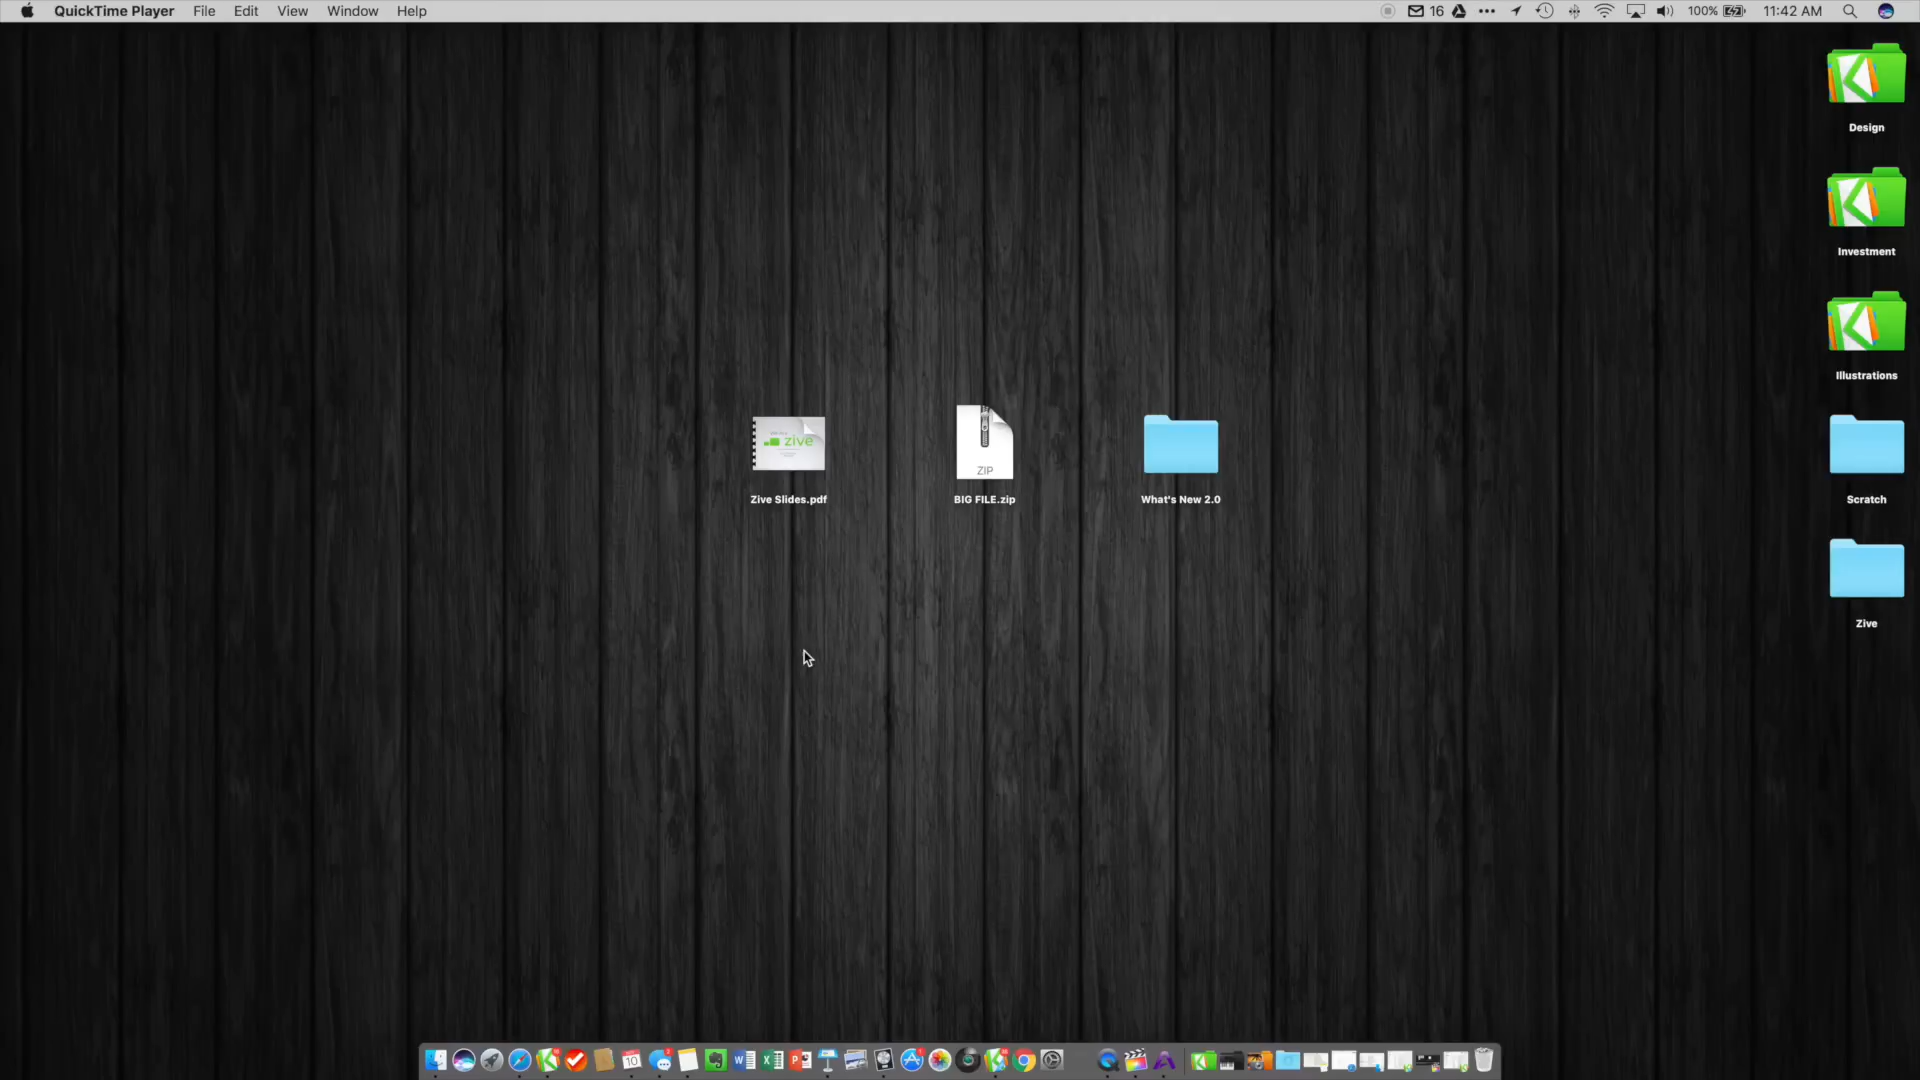 QuickTime Player File Edit View Window Help 16 100% 11:42 AM
Design
Investment
Illustrations
zive
ZIP
Zive Slides.pdf BIG FILE.zip What's New 2.0 Scratch
Zive
10